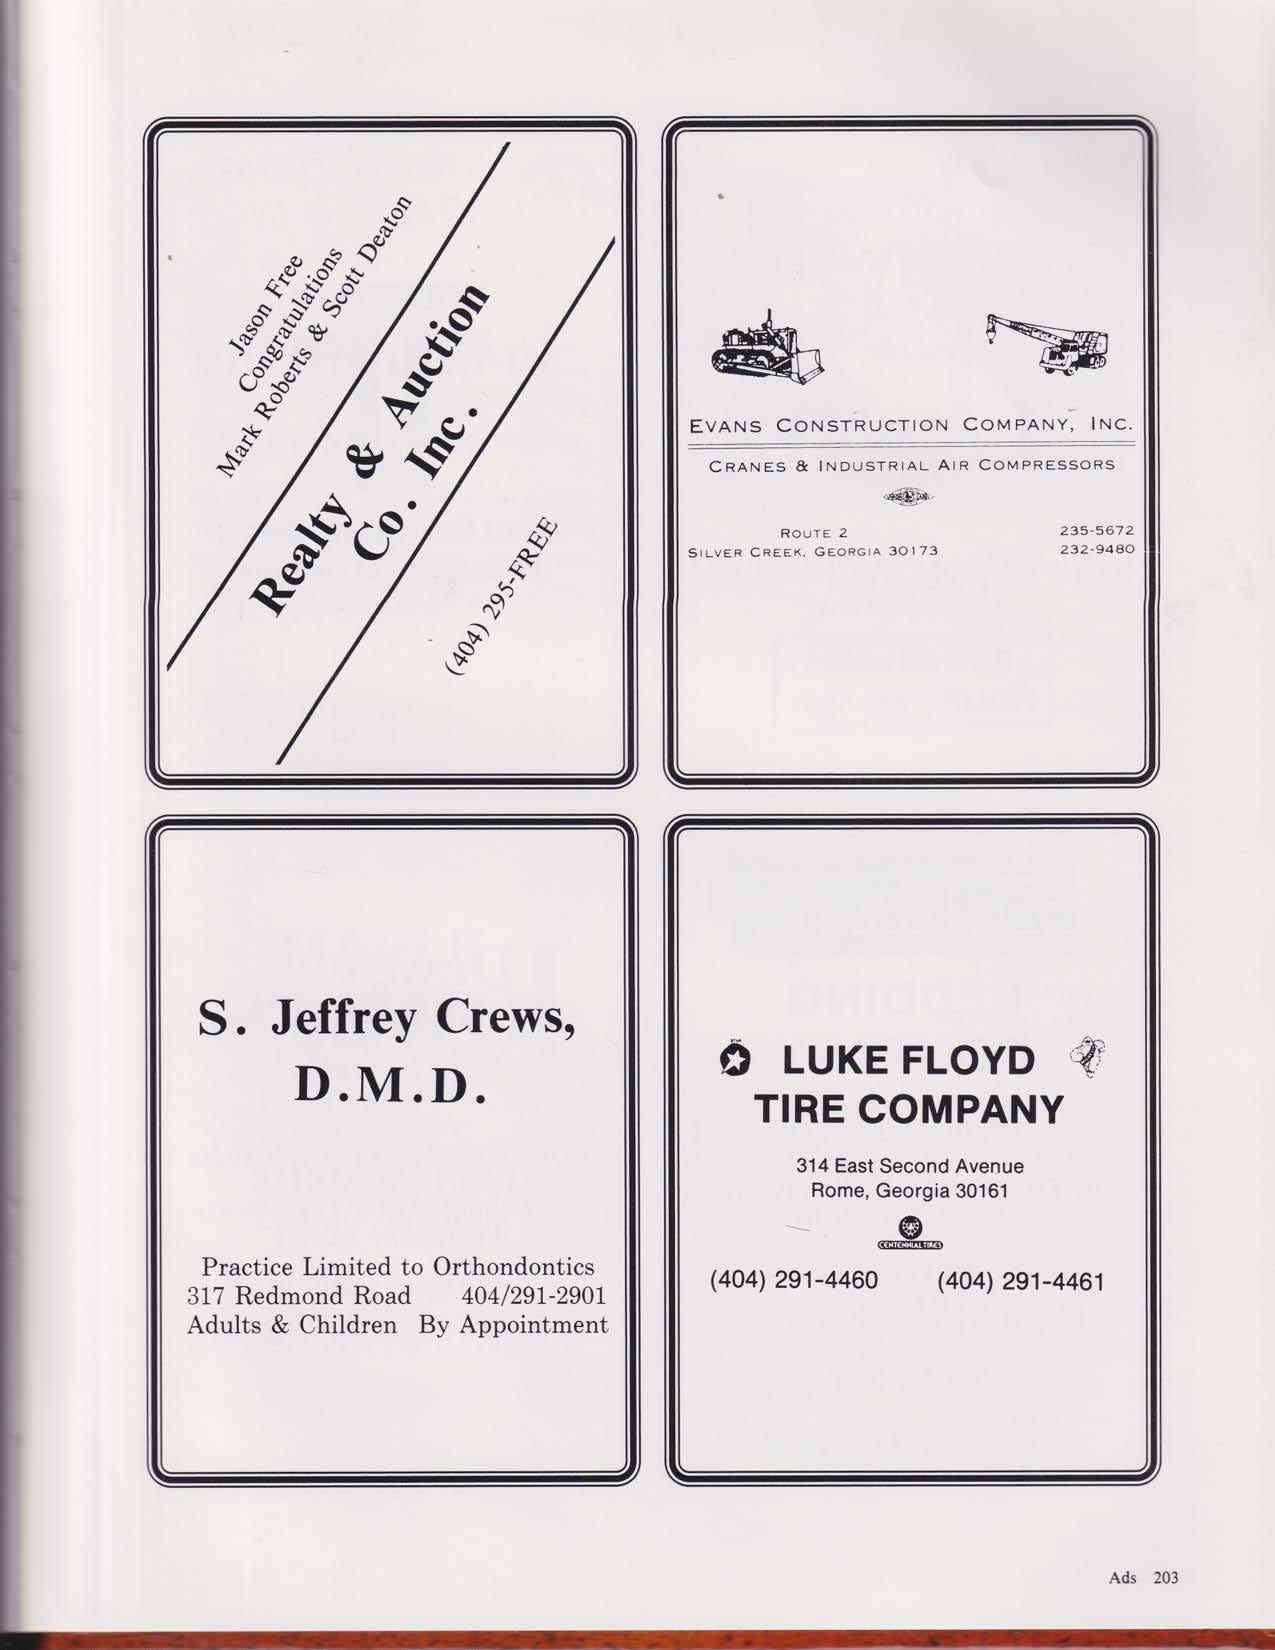 Jason Free
Congratulations
Mark Roberts & Scott Deaton
Realty & Auction
Co. Inc.
(404) 295-FREE
EVANS CONSTRUCTION COMPANY, INC.
CRANES & INDUSTRIAL AIR COMPRESSORS
ROUTE 2 235-5672
SILVER CREEK, GEORGIA 30173 232-9480
S. Jeffrey Crews,
D.M.D.
Practice Limited to Orthondontics
317 Redmond Road 404/291-2901
Adults & Children By Appointment
STAR
LUKE FLOYD
TIRE COMPANY
314 East Second Avenue
Rome, Georgia 30161
CENTENNIAL TIRES
(404) 291-4460 (404) 291-4461
Ads 203